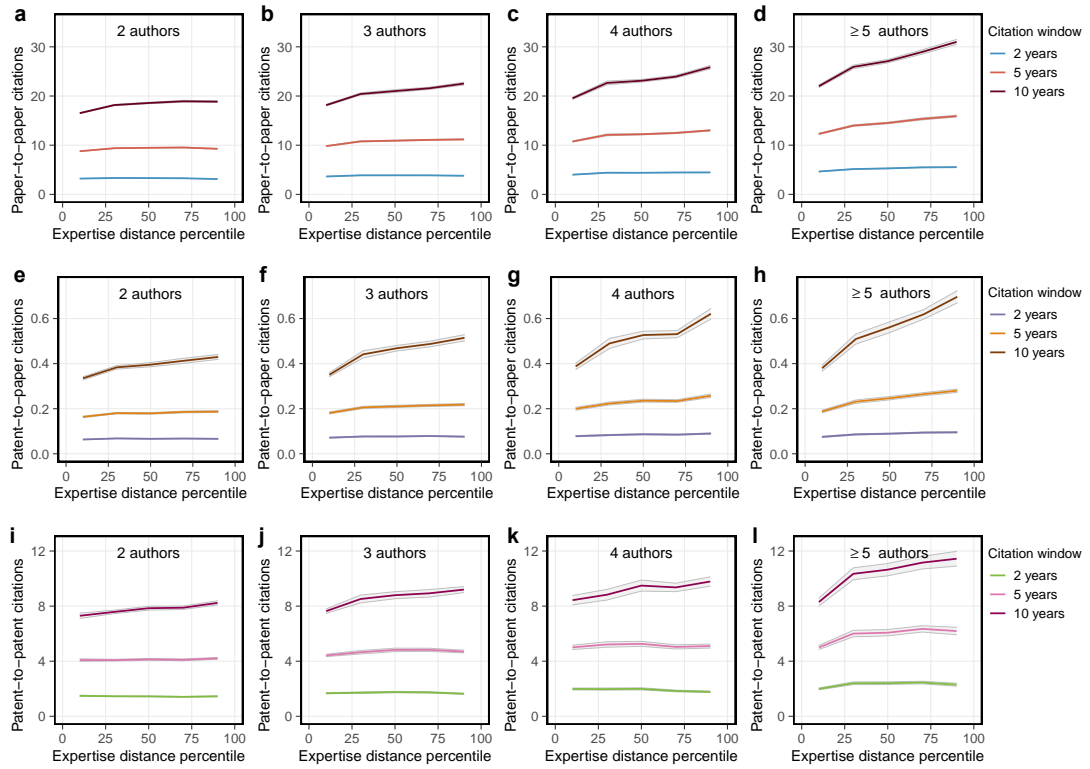 a
2 authors
Paper-to-paper citations
30
20
10
0
0 25 50 75 100
Expertise distance percentile
b
3 authors
Paper-to-paper citations
30
20
10
0
0 25 50 75 100
Expertise distance percentile
c
4 authors
Paper-to-paper citations
30
20
10
0
0 25 50 75 100
Expertise distance percentile
d
≥ 5 authors
Paper-to-paper citations
30
20
10
0
0 25 50 75 100
Expertise distance percentile
Citation window
2 years
5 years
10 years
e
2 authors
Patent-to-paper citations
0.6
0.4
0.2
0.0
0 25 50 75 100
Expertise distance percentile
f
3 authors
Patent-to-paper citations
0.6
0.4
0.2
0.0
0 25 50 75 100
Expertise distance percentile
g
4 authors
Patent-to-paper citations
0.6
0.4
0.2
0.0
0 25 50 75 100
Expertise distance percentile
h
≥ 5 authors
Patent-to-paper citations
0.6
0.4
0.2
0.0
0 25 50 75 100
Expertise distance percentile
Citation window
2 years
5 years
10 years
i
2 authors
Patent-to-patent citations
12
8
4
0
0 25 50 75 100
Expertise distance percentile
j
3 authors
Patent-to-patent citations
12
8
4
0
0 25 50 75 100
Expertise distance percentile
k
4 authors
Patent-to-patent citations
12
8
4
0
0 25 50 75 100
Expertise distance percentile
l
≥ 5 authors
Patent-to-patent citations
12
8
4
0
0 25 50 75 100
Expertise distance percentile
Citation window
2 years
5 years
10 years